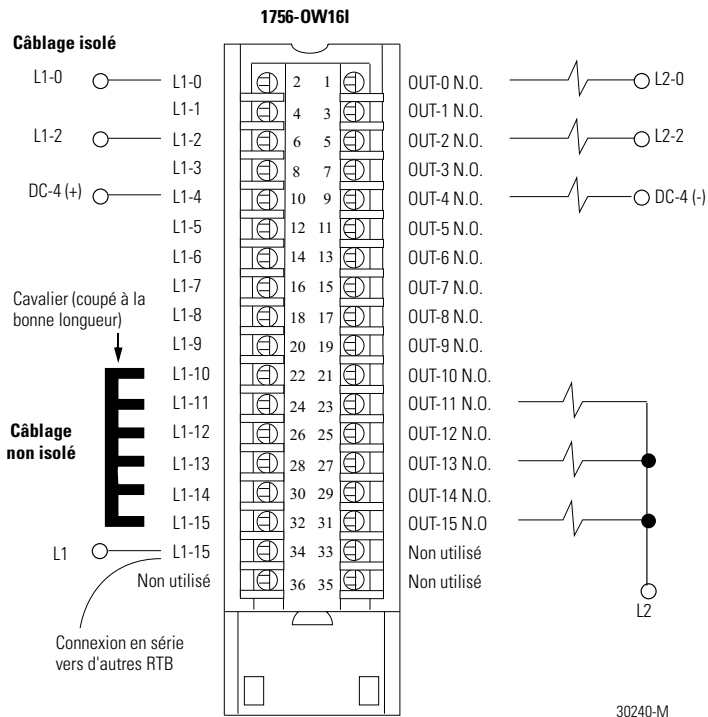 1756-OW16I
Câblage isolé
L1-0 L1-0 2 1 OUT-0 N.O. L2-0
L1-1 4 3 OUT-1 N.O.
L1-2 L1-2 6 5 OUT-2 N.O. L2-2
L1-3 8 7 OUT-3 N.O.
DC-4 (+) L1-4 10 9 OUT-4 N.O. DC-4 (-)
L1-5 12 11 OUT-5 N.O.
L1-6 14 13 OUT-6 N.O.
L1-7 16 15 OUT-7 N.O.
Cavalier (coupé à la
bonne longueur)
L1-8 18 17 OUT-8 N.O.
L1-9 20 19 OUT-9 N.O.
L1-10 22 21 OUT-10 N.O.
L1-11 24 23 OUT-11 N.O.
Câblage
non isolé
L1-12 26 25 OUT-12 N.O.
L1-13 28 27 OUT-13 N.O.
L1-14 30 29 OUT-14 N.O.
L1-15 32 31 OUT-15 N.O
L1 L1-15 34 33 Non utilisé
Non utilisé 36 35 Non utilisé
L2
Connexion en série
vers d'autres RTB
30240-M